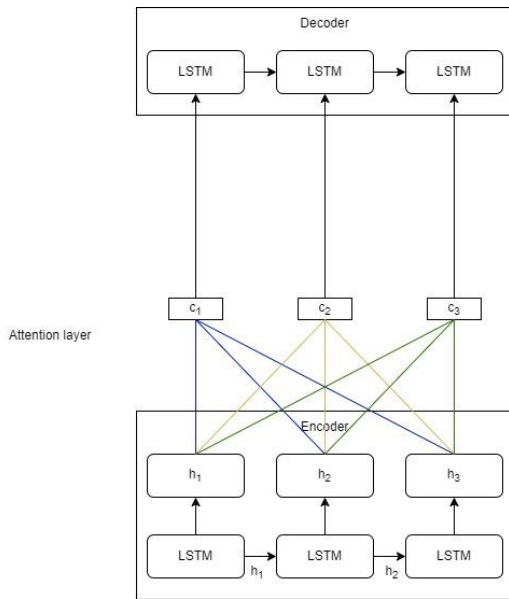 Decoder
LSTM LSTM LSTM
c₁ c₂ c₃
Attention layer
Encoder
h₁ h₂ h₃
LSTM LSTM LSTM
h₁ h₂